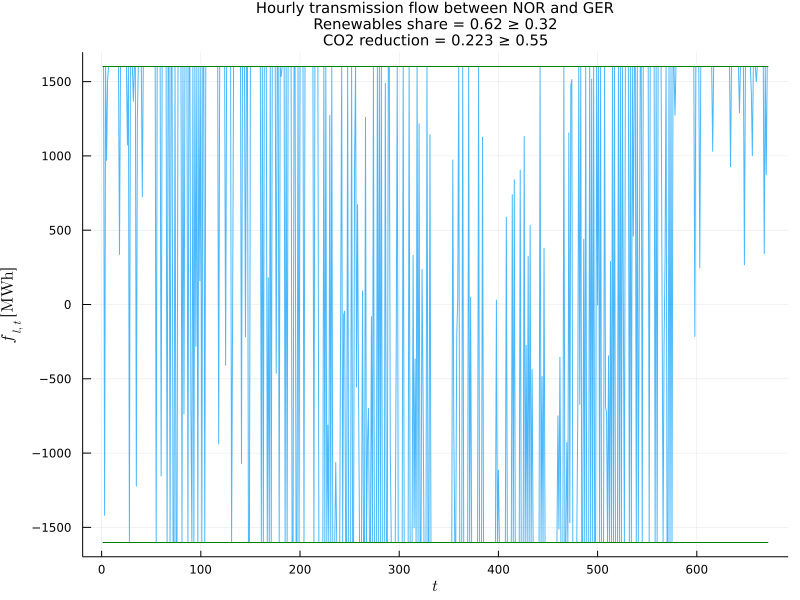 Hourly transmission flow between NOR and GER
Renewables share = 0.62 ≥ 0.32
CO2 reduction = 0.223 ≥ 0.55
1500
1000
500
0
−500
−1000
−1500
f l,t [MWh]
0 100 200 300 400 500 600
t